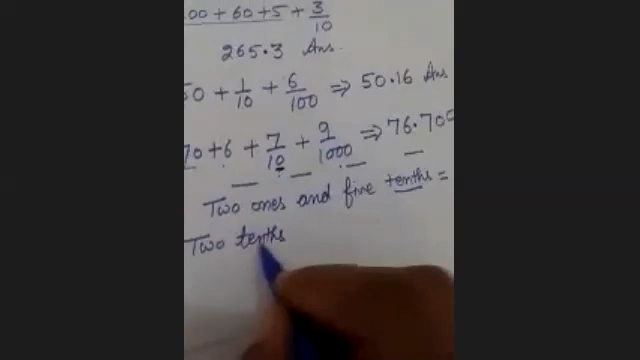 00 + 60 + 5 + 3/10
265.3 Ans.
50 + 1/10 + 6/100 ⇒ 50.16 Ans
70 + 6 + 7/10 + 9/1000 ⇒ 76.70
Two ones and five tenths =
Two tenths